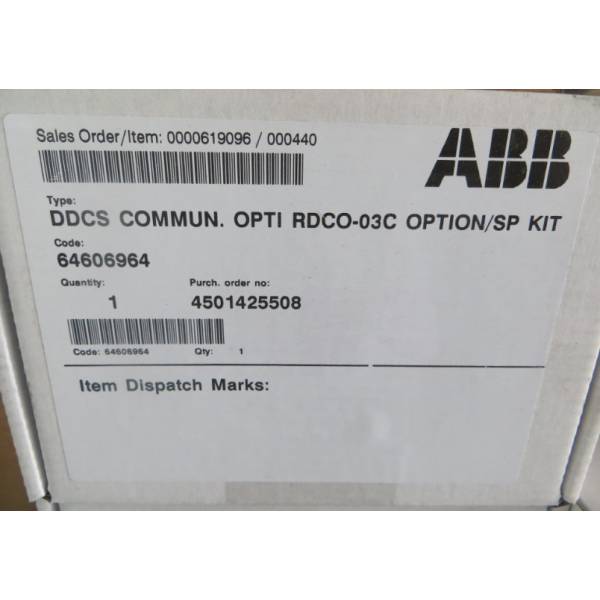 Sales Order/Item: 0000619096 / 000440
ABB
Type:
DDCS COMMUN. OPTI RDCO-03C OPTION/SP KIT
Code:
64606964
Quantity: Purch. order no:
1 4501425508
Code: 64606964 Qty: 1
Item Dispatch Marks: